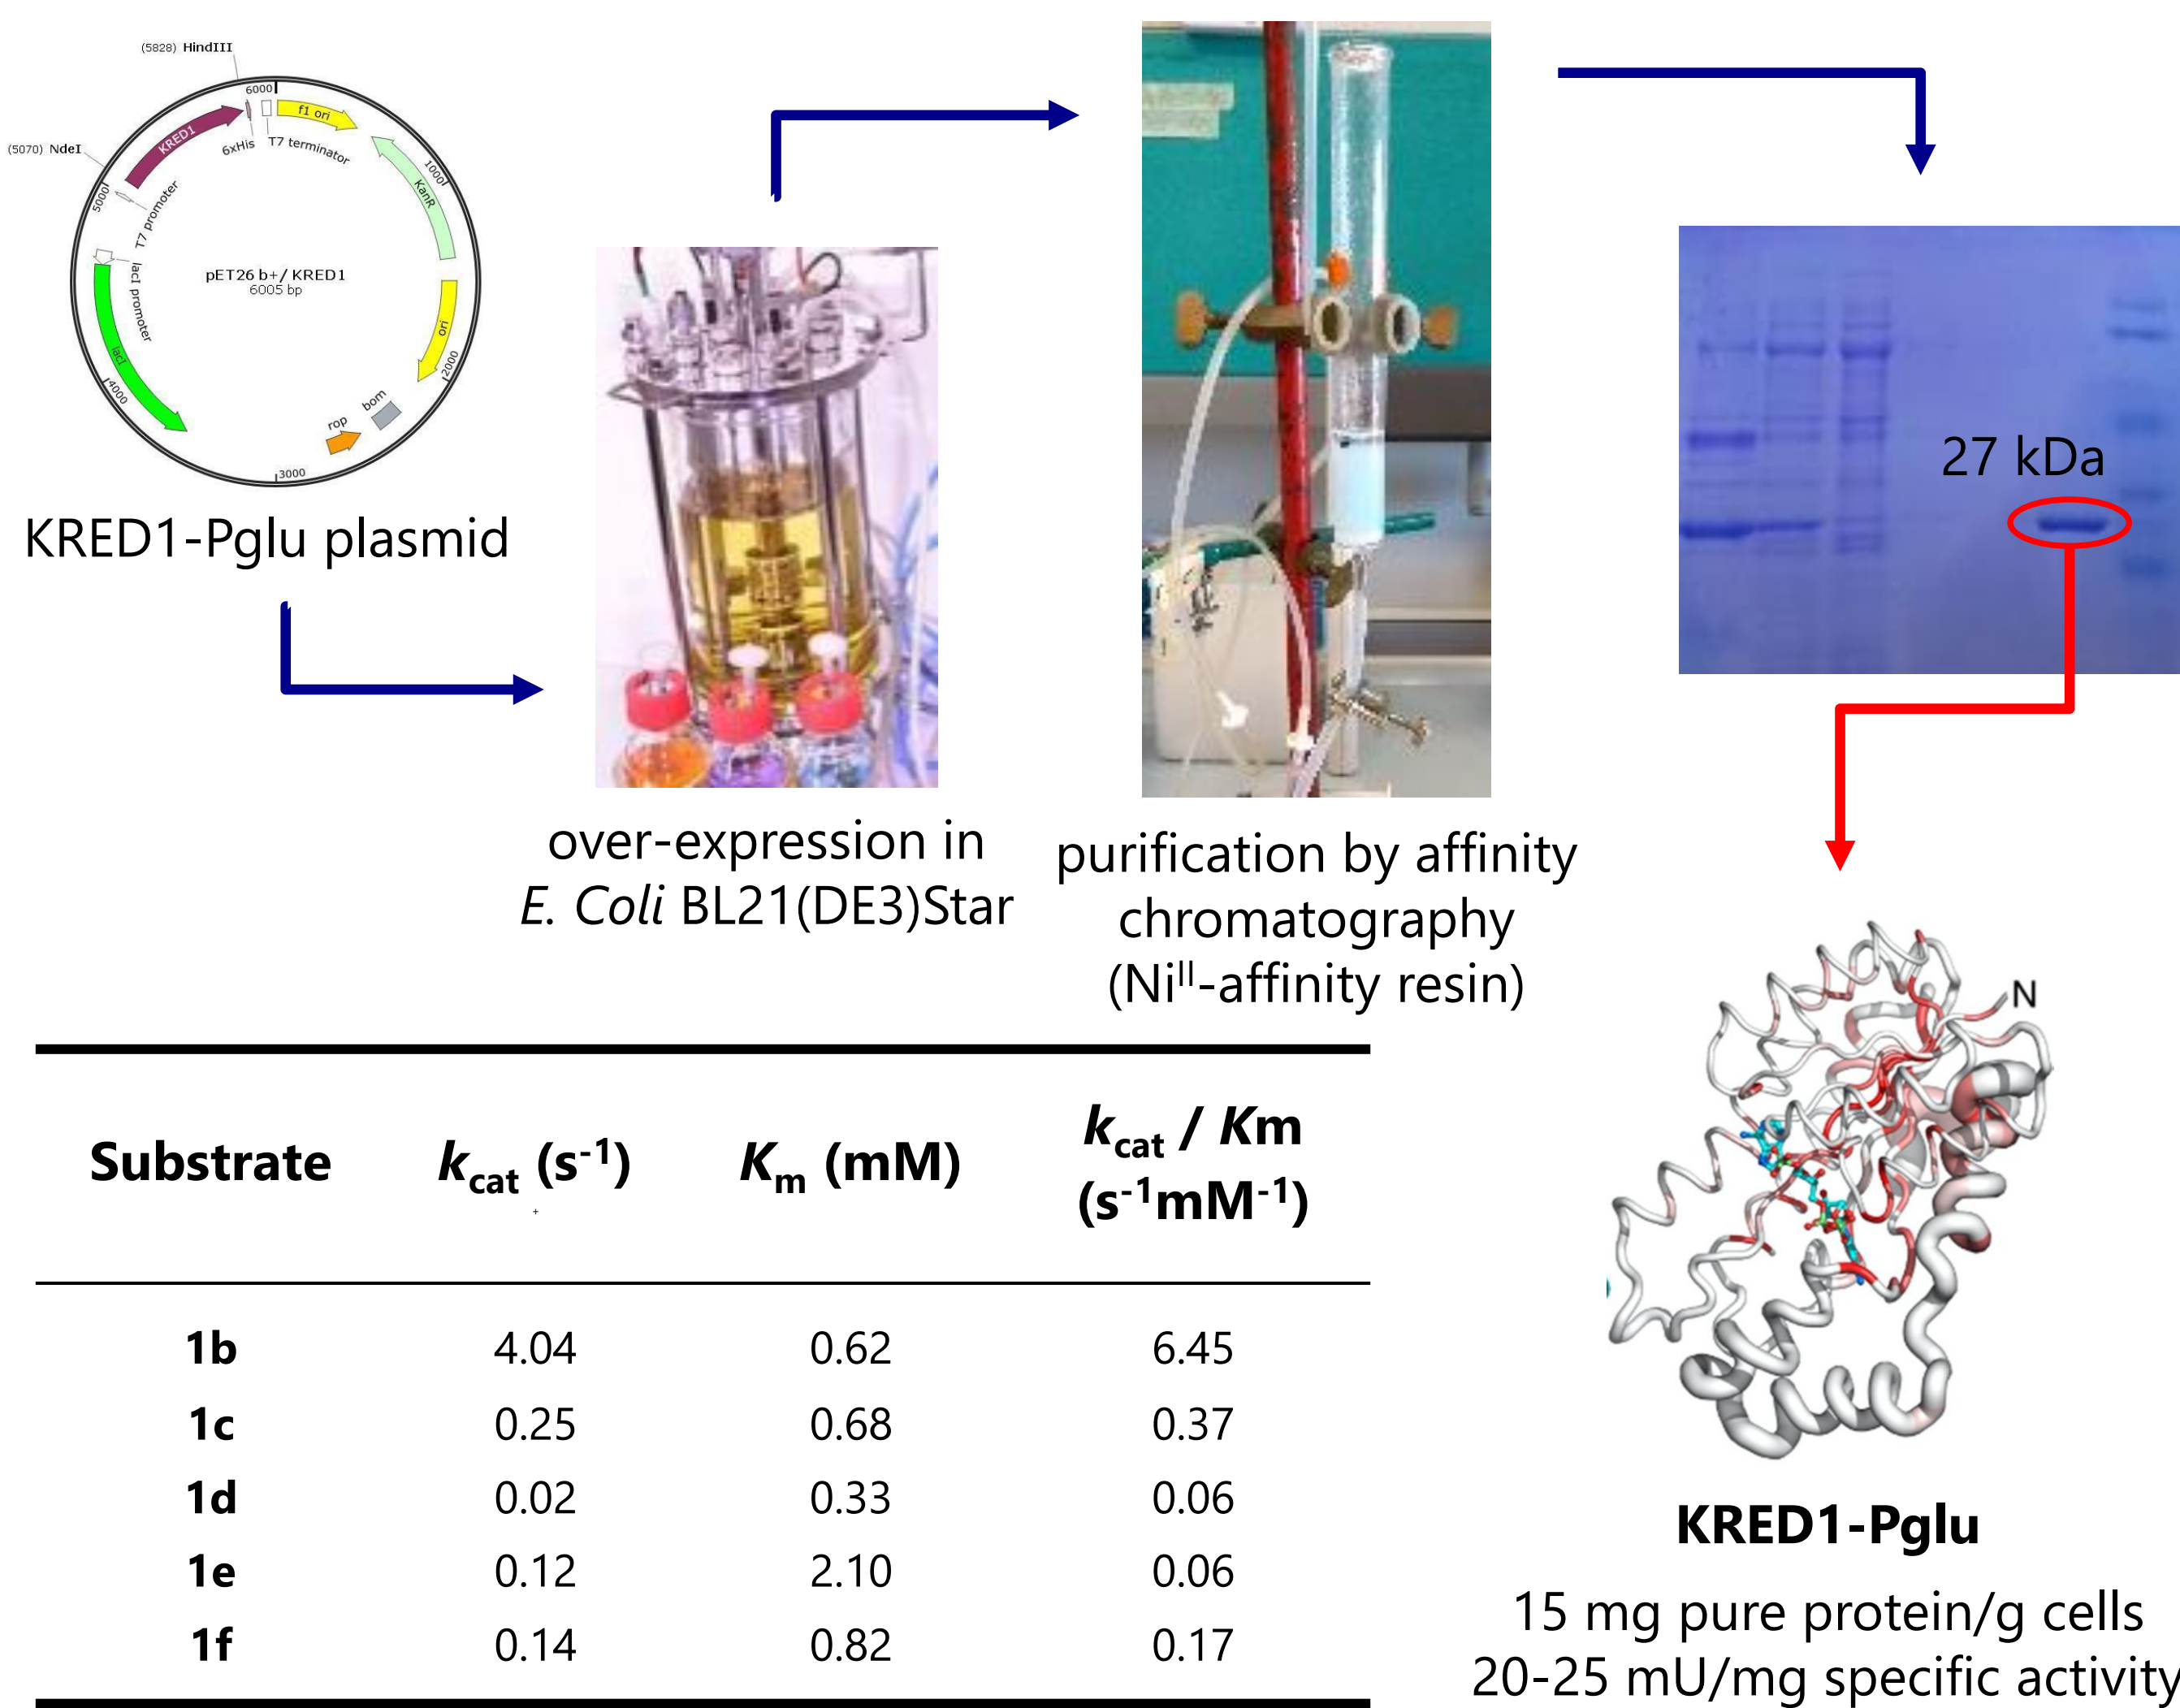 (5828) HindIII
6000
f1 ori
KRED1
6xHis
T7 terminator
(5070) NdeI
5000
T7 promoter
1000
KanR
lacI promoter
pET26 b+/ KRED1
6005 bp
lacI
ori
4000
2000
rop
bom
3000
KRED1-Pglu plasmid
over-expression in
E. Coli BL21(DE3)Star
purification by affinity
chromatography
(Ni^II-affinity resin)
27 kDa
N
KRED1-Pglu
15 mg pure protein/g cells
20-25 mU/mg specific activity
Substrate k_cat (s^-1) K_m (mM) k_cat / Km (s^-1mM^-1)
+
1b 4.04 0.62 6.45
1c 0.25 0.68 0.37
1d 0.02 0.33 0.06
1e 0.12 2.10 0.06
1f 0.14 0.82 0.17